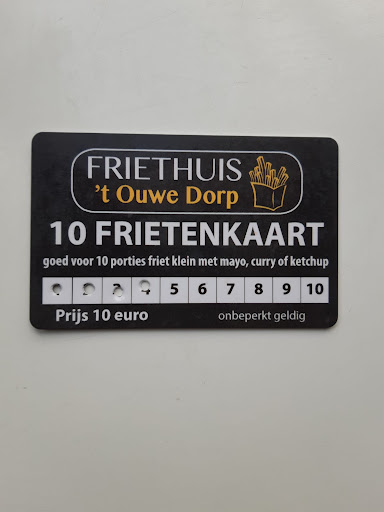 FRIETHUIS
't Ouwe Dorp
10 FRIETENKAART
goed voor 10 porties friet klein met mayo, curry of ketchup
5 6 7 8 9 10
Prijs 10 euro onbeperkt geldig